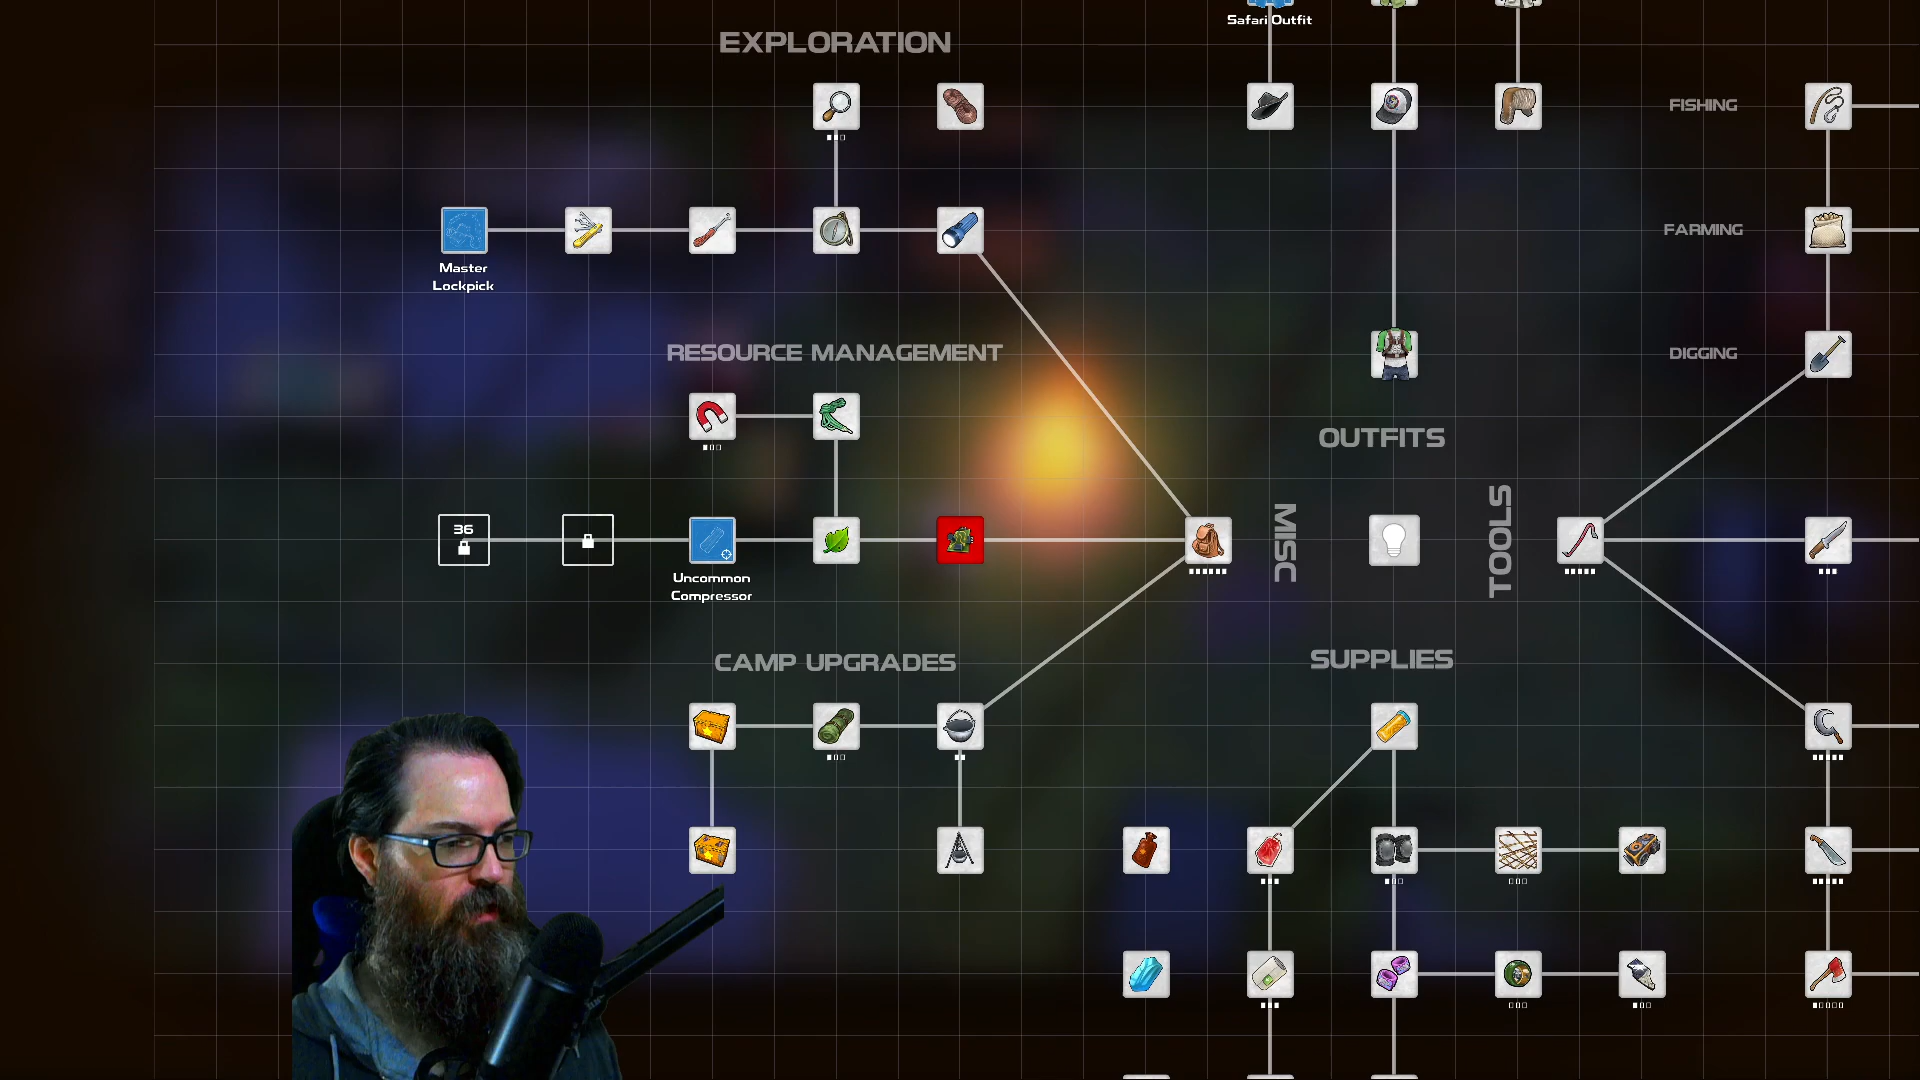 Safari Outfit
EXPLORATION
FISHING
FARMING
Master
Lockpick
RESOURCE MANAGEMENT
DIGGING
OUTFITS
MISC
TOOLS
36
Uncommon
Compressor
CAMP UPGRADES
SUPPLIES